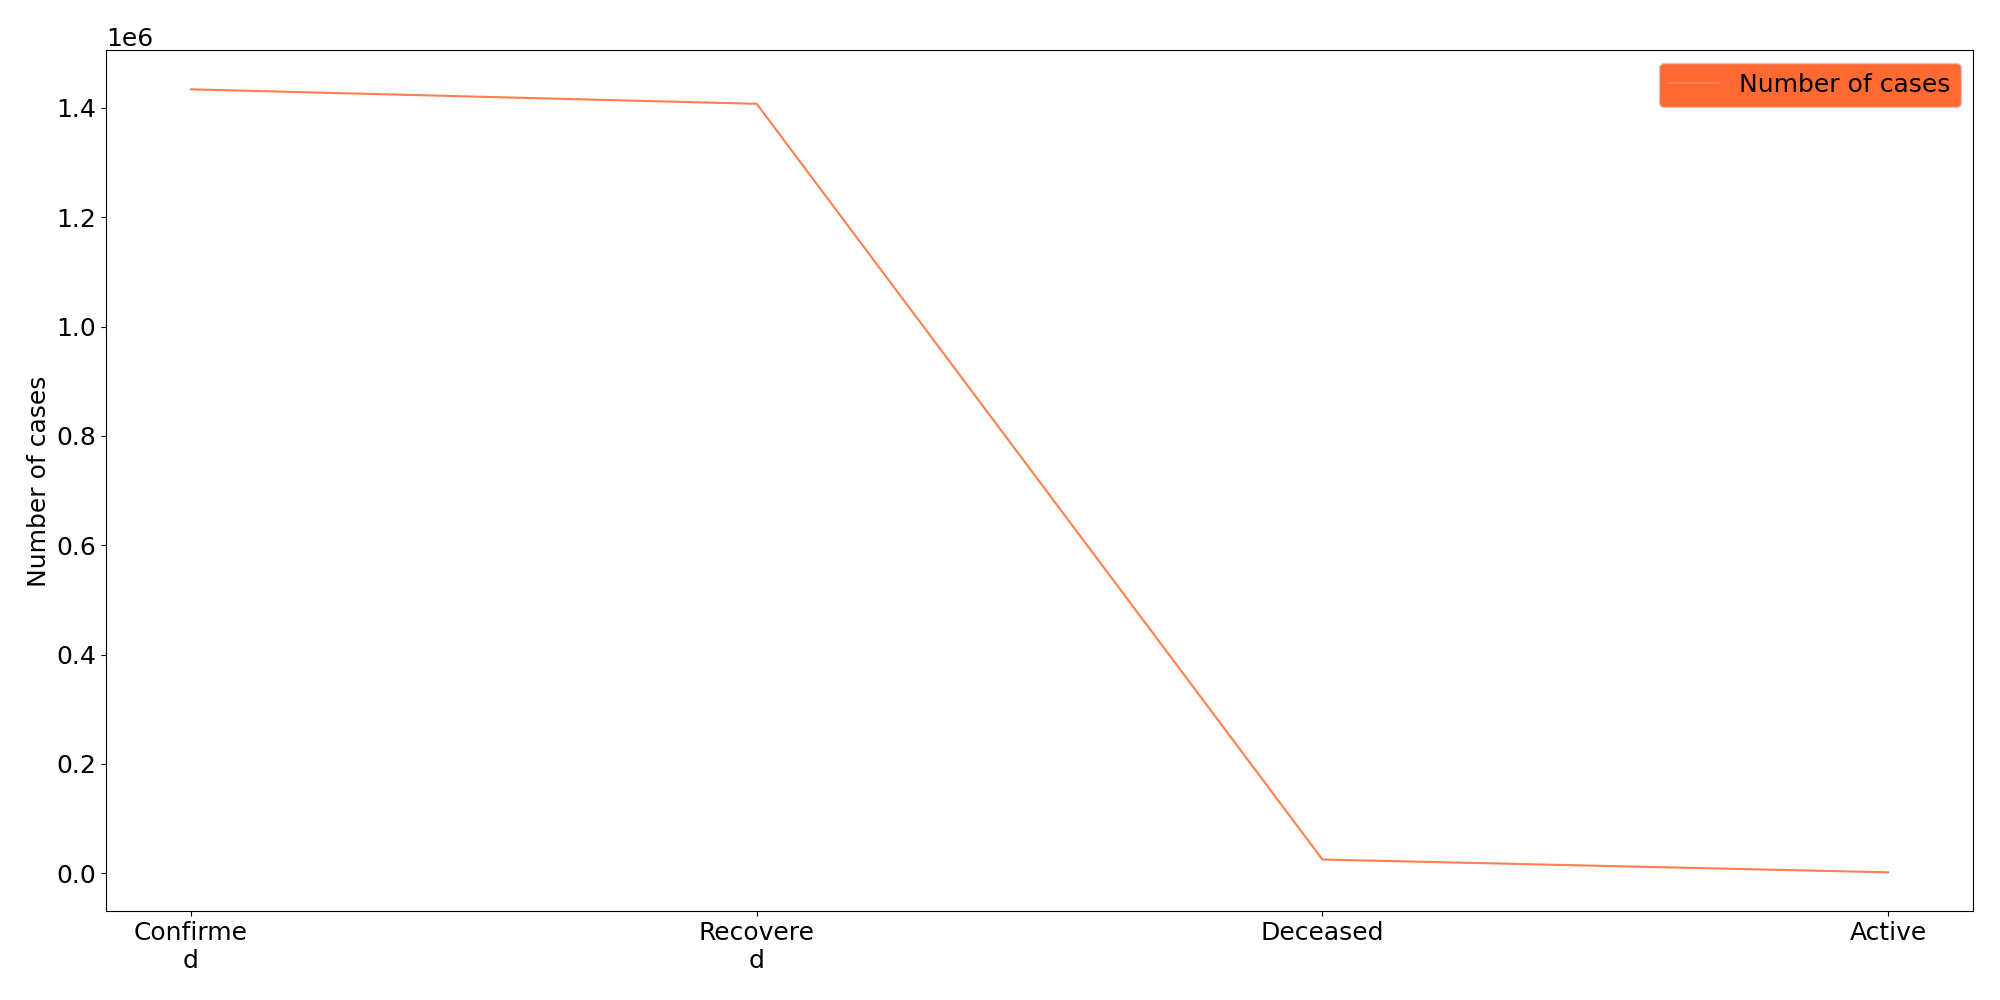 1e6
Number of cases
1.4
1.2
1.0
0.8
0.6
0.4
0.2
0.0
Number of cases
Confirme
d
Recovere
d
Deceased
Active